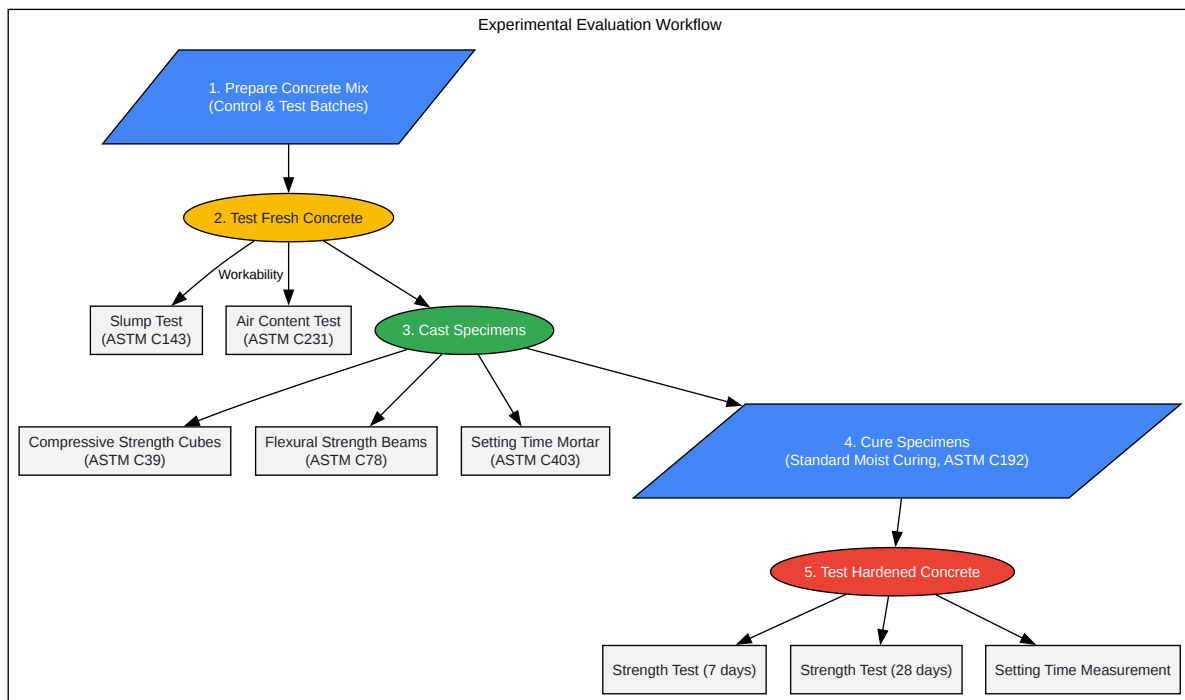 Experimental Evaluation Workflow
1. Prepare Concrete Mix
(Control & Test Batches)
2. Test Fresh Concrete
Workability
Slump Test
(ASTM C143)
Air Content Test
(ASTM C231)
3. Cast Specimens
Compressive Strength Cubes
(ASTM C39)
Flexural Strength Beams
(ASTM C78)
Setting Time Mortar
(ASTM C403)
4. Cure Specimens
(Standard Moist Curing, ASTM C192)
5. Test Hardened Concrete
Strength Test (7 days)
Strength Test (28 days)
Setting Time Measurement